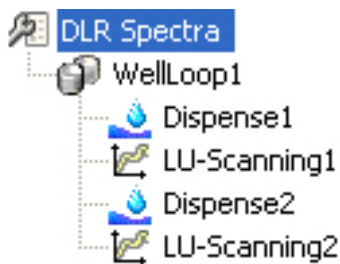 DLR Spectra
WellLoop1
Dispense1
LU-Scanning1
Dispense2
LU-Scanning2